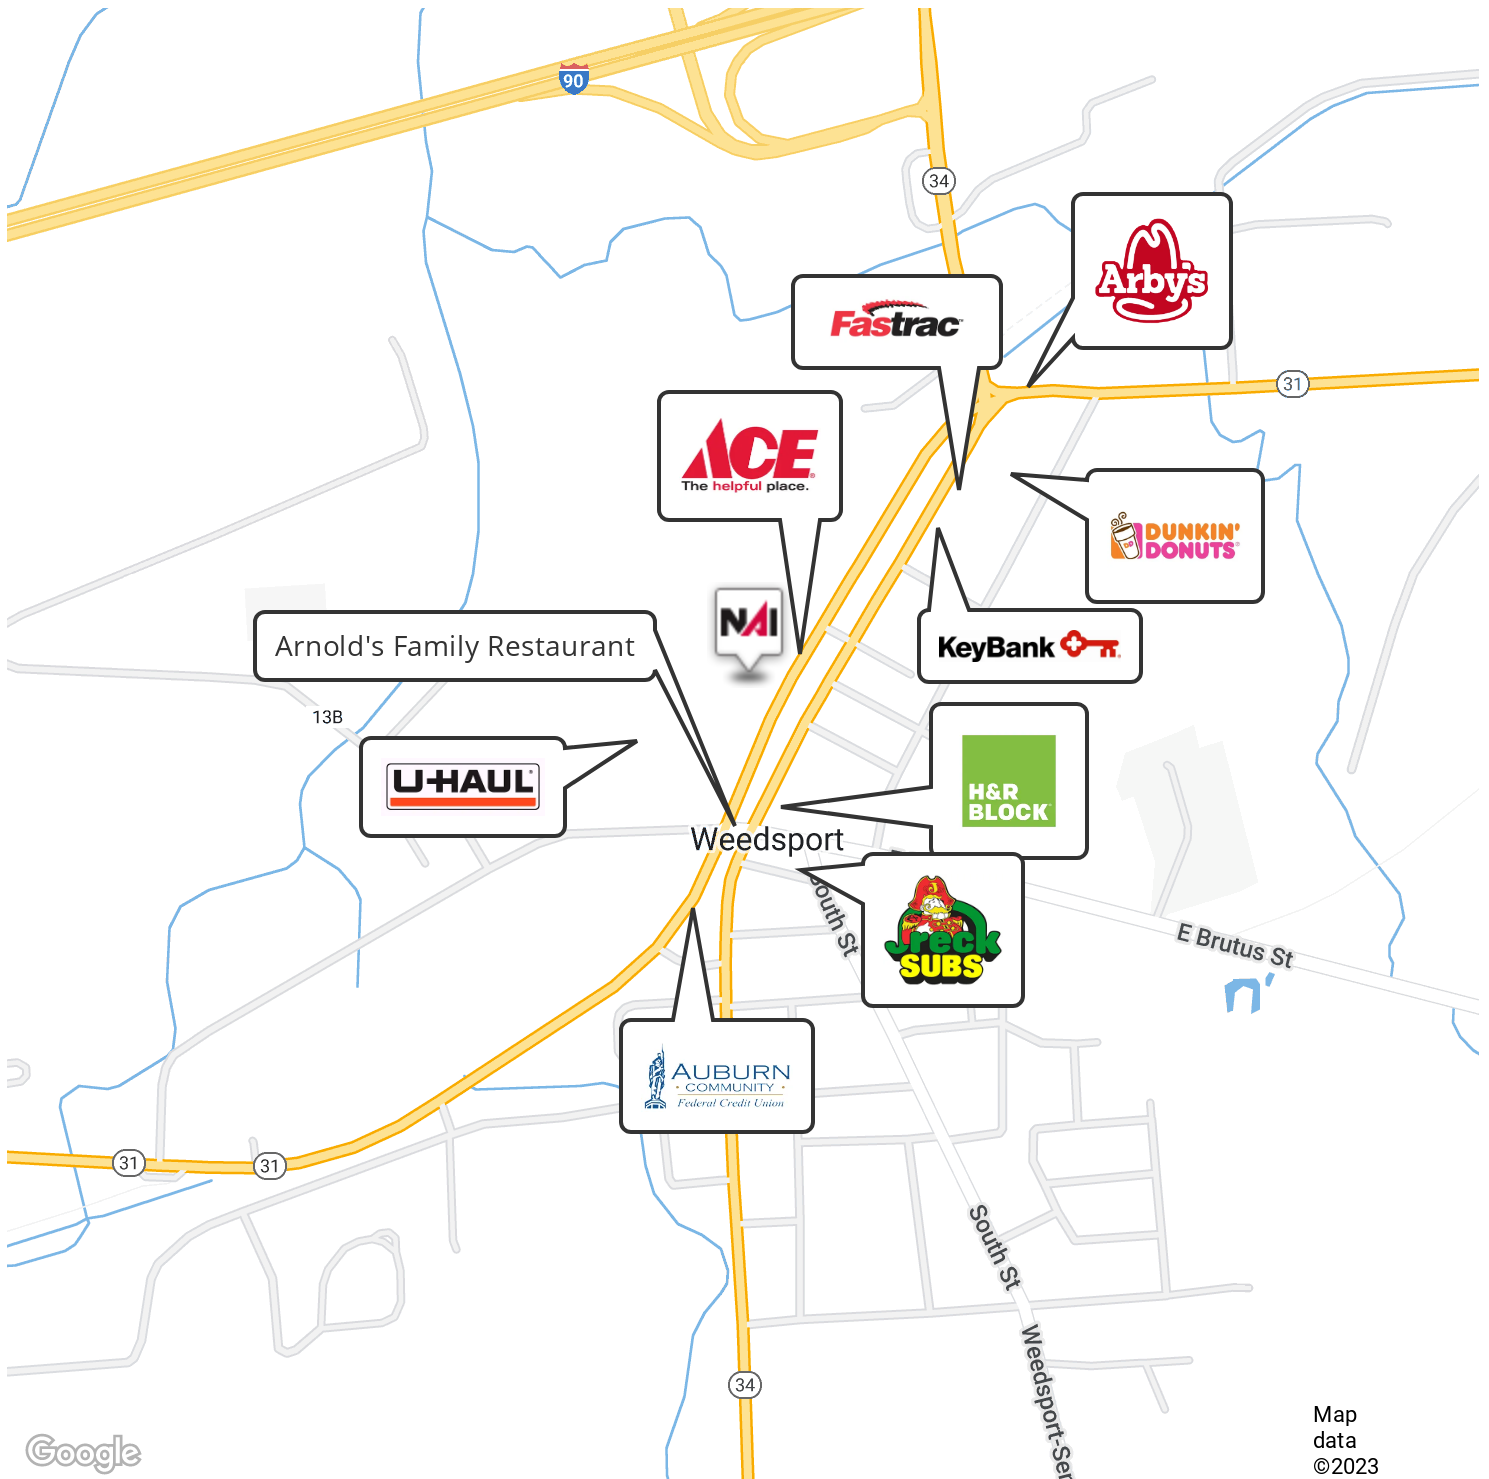 90
34
Arby's
Fastrac
31
ACE
The helpful place.
DUNKIN'
DONUTS
NAI
Arnold's Family Restaurant
KeyBank
13B
U-HAUL
H&R
BLOCK
Weedsport
South St
Jreck
SUBS
E Brutus St
AUBURN
COMMUNITY
Federal Credit Union
31
31
South St
Weedsport-Ser
34
Google
Map
data
©2023